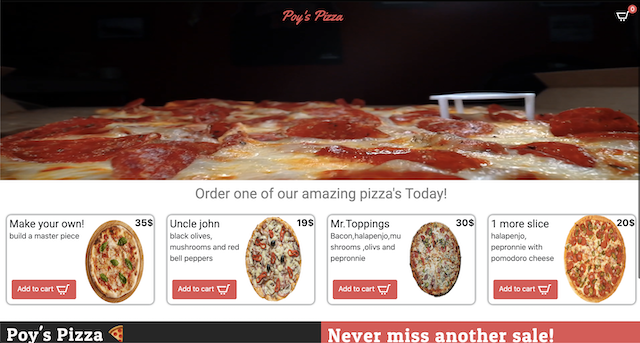 Poy's Pizza
0
Order one of our amazing pizza's Today!
Make your own! 35$
build a master piece
Add to cart
Uncle john 19$
black olives,
mushrooms and red
bell peppers
Add to cart
Mr.Toppings 30$
Bacon,halapenjo,mu
shrooms ,olivs and
pepronnie
Add to cart
1 more slice 20$
halapenjo,
pepronnie with
pomodoro cheese
Add to cart
Poy's Pizza
Never miss another sale!